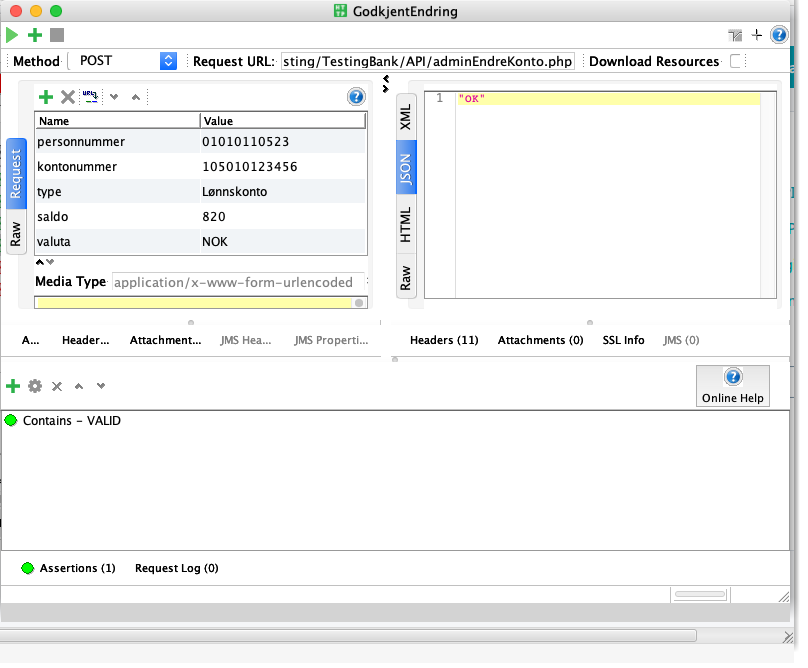 GodkjentEndring
Method POST Request URL: sting/TestingBank/API/adminEndreKonto.php Download Resources
Name Value
personnummer 01010110523
kontonummer 105010123456
type Lønnskonto
saldo 820
valuta NOK
Media Type application/x-www-form-urlencoded
Request
Raw
XML
JSON
HTML
Raw
1 "OK"
A... Header... Attachment... JMS Hea... JMS Properti...
Headers (11) Attachments (0) SSL Info JMS (0)
Online Help
Contains - VALID
Assertions (1) Request Log (0)